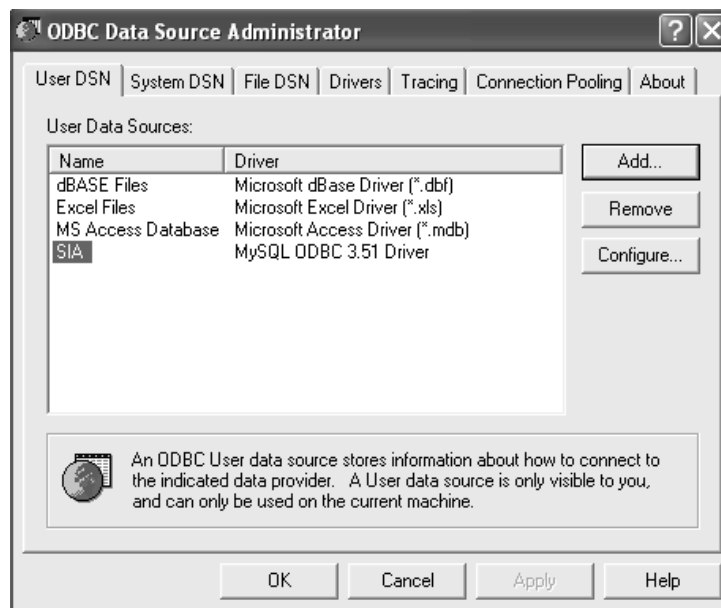 ODBC Data Source Administrator
User DSN System DSN File DSN Drivers Tracing Connection Pooling About
User Data Sources:
Name Driver
dBASE Files Microsoft dBase Driver (*.dbf)
Excel Files Microsoft Excel Driver (*.xls)
MS Access Database Microsoft Access Driver (*.mdb)
SIA MySQL ODBC 3.51 Driver
Add...
Remove
Configure...
An ODBC User data source stores information about how to connect to
the indicated data provider. A User data source is only visible to you,
and can only be used on the current machine.
OK Cancel Apply Help